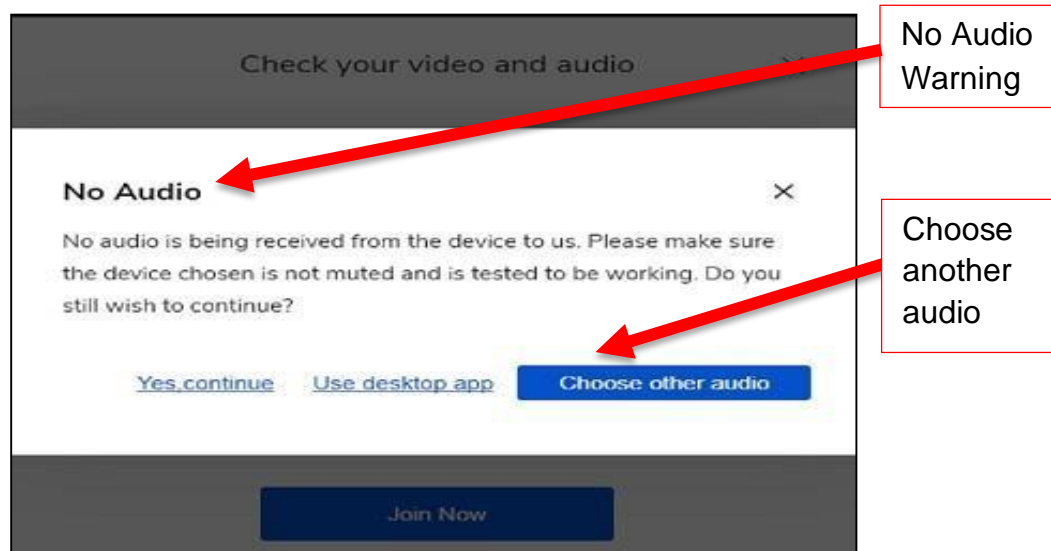 No Audio
Warning
Check your video and audio
No Audio
No audio is being received from the device to us. Please make sure
the device chosen is not muted and is tested to be working. Do you
still wish to continue?
Choose
another
audio
Yes,continue Use desktop app Choose other audio
Join Now